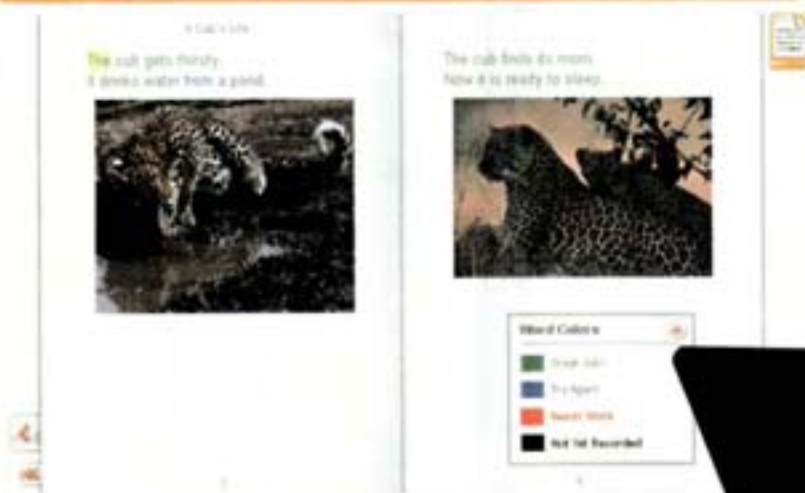 A Cub's Life
The cub gets thirsty.
It drinks water from a pond.
The cub finds its mom.
Now it is ready to sleep.
Word Colors
Great Job!
Try Again
Needs Work
Not Yet Recorded